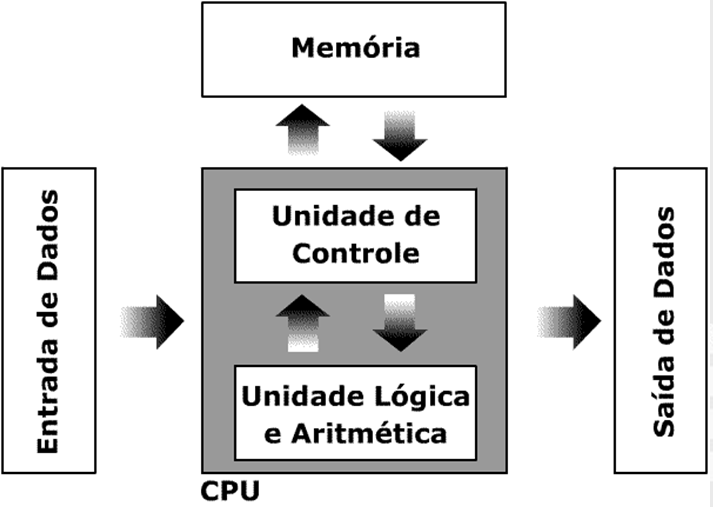 Memória
Entrada de Dados
Unidade de
Controle
Unidade Lógica
e Aritmética
CPU
Saída de Dados